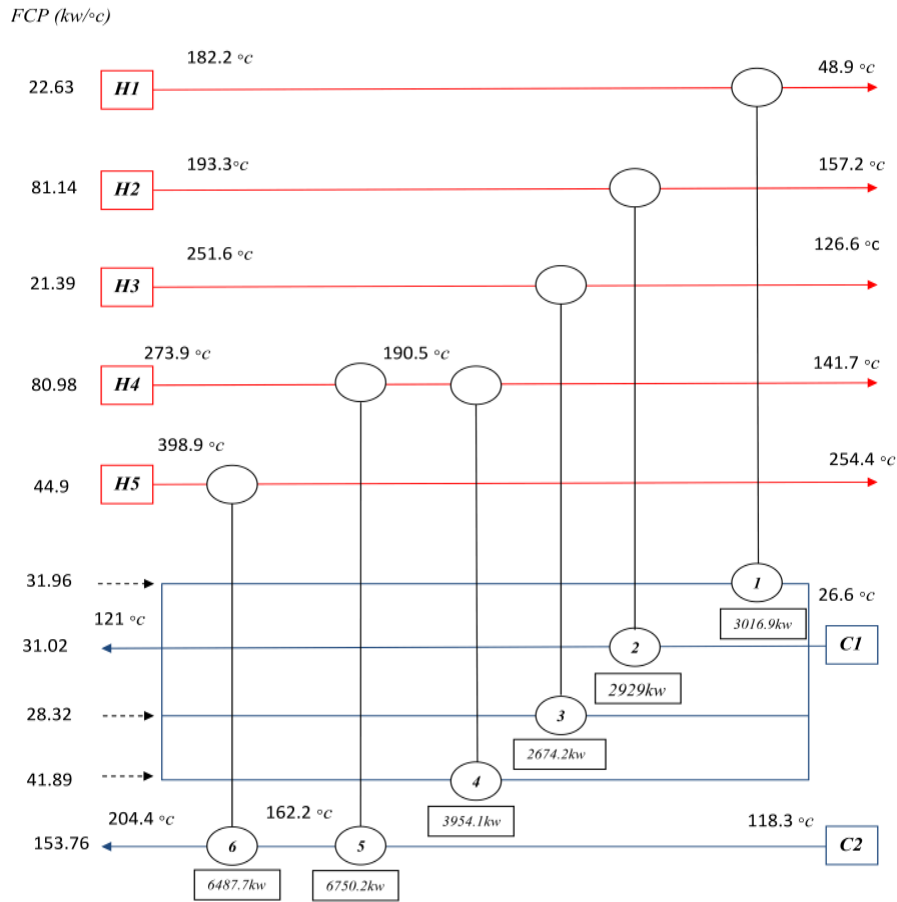 FCP (kw/°c)
182.2 °c
48.9 °c
22.63
H1
193.3°c
157.2 °c
81.14
H2
251.6 °c
126.6 °c
21.39
H3
273.9 °c
190.5 °c
141.7 °c
80.98
H4
398.9 °c
254.4 °c
44.9
H5
31.96
1
26.6 °c
3016.9kw
121 °c
31.02
2
C1
2929kw
28.32
3
2674.2kw
41.89
4
3954.1kw
204.4 °c
162.2 °c
118.3 °c
153.76
6
5
C2
6487.7kw
6750.2kw